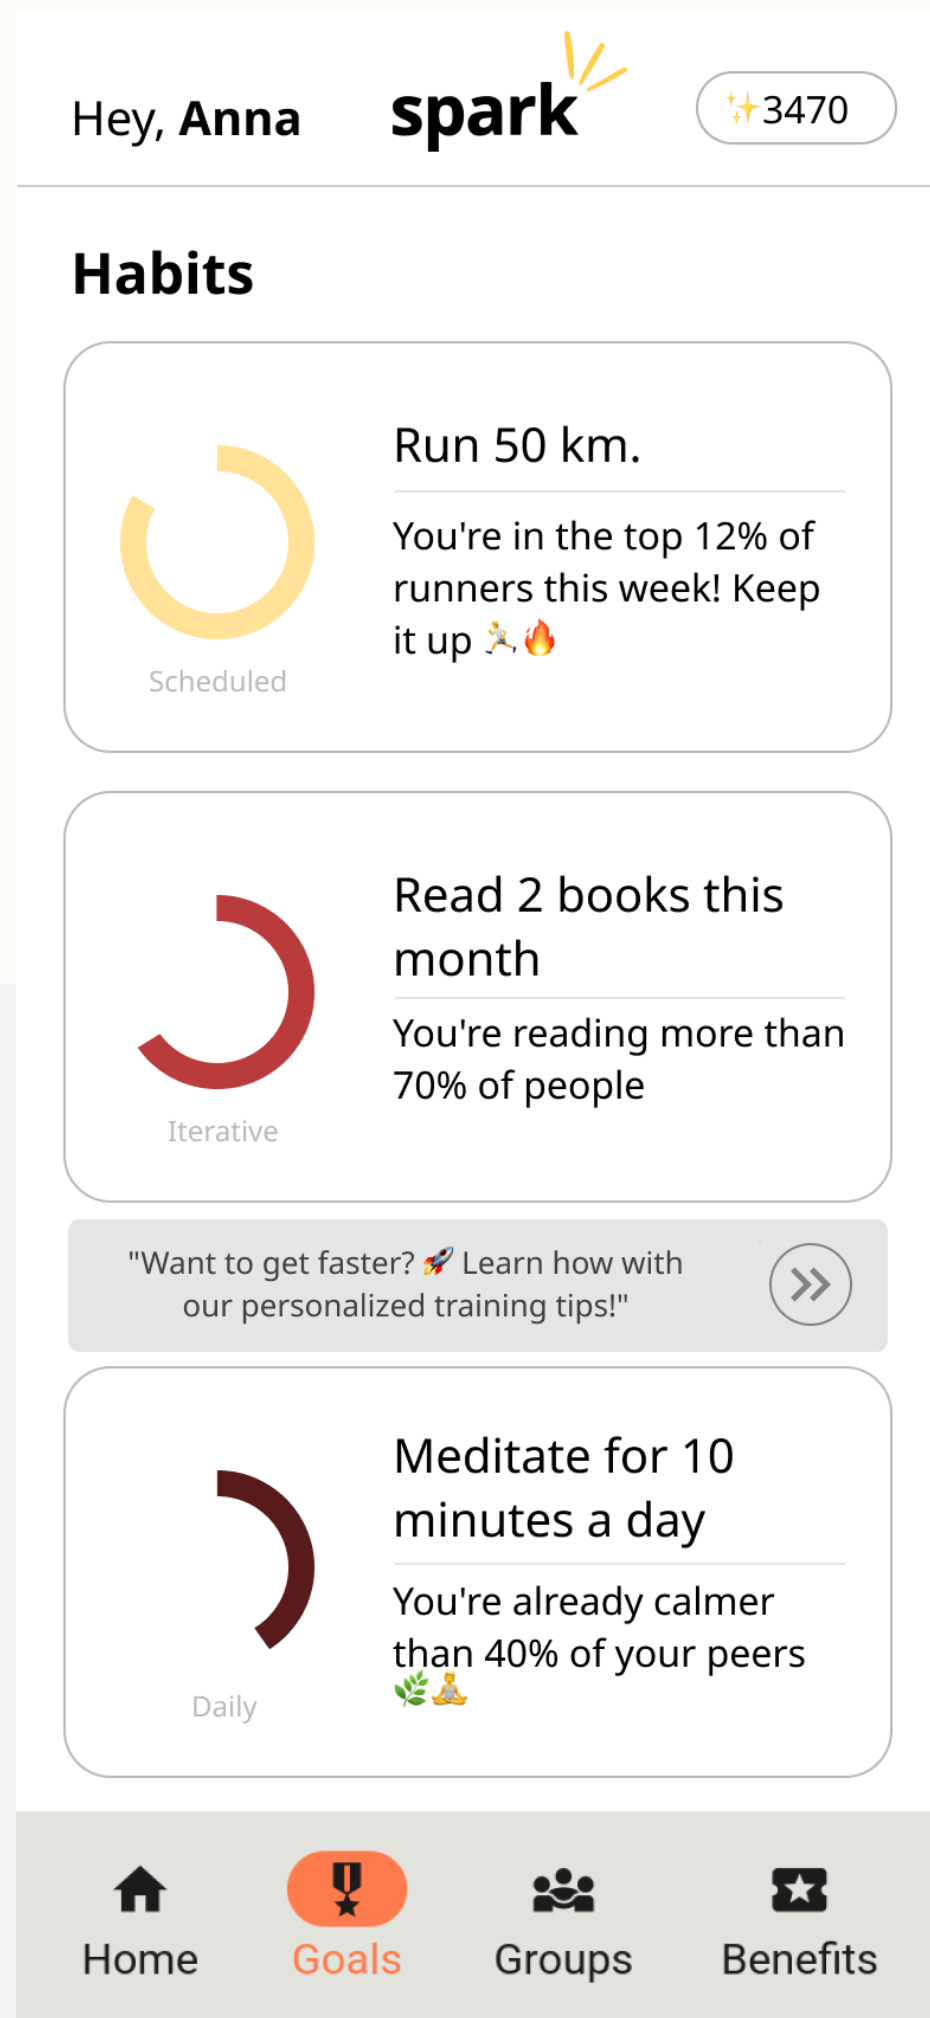 Hey, Anna
spark
✨3470
Habits
Run 50 km.
You're in the top 12% of
runners this week! Keep
it up 🏃🔥
Scheduled
Read 2 books this
month
You're reading more than
70% of people
Iterative
"Want to get faster? 🚀 Learn how with
our personalized training tips!"
Meditate for 10
minutes a day
You're already calmer
than 40% of your peers
🌿🧘
Daily
Home
Goals
Groups
Benefits